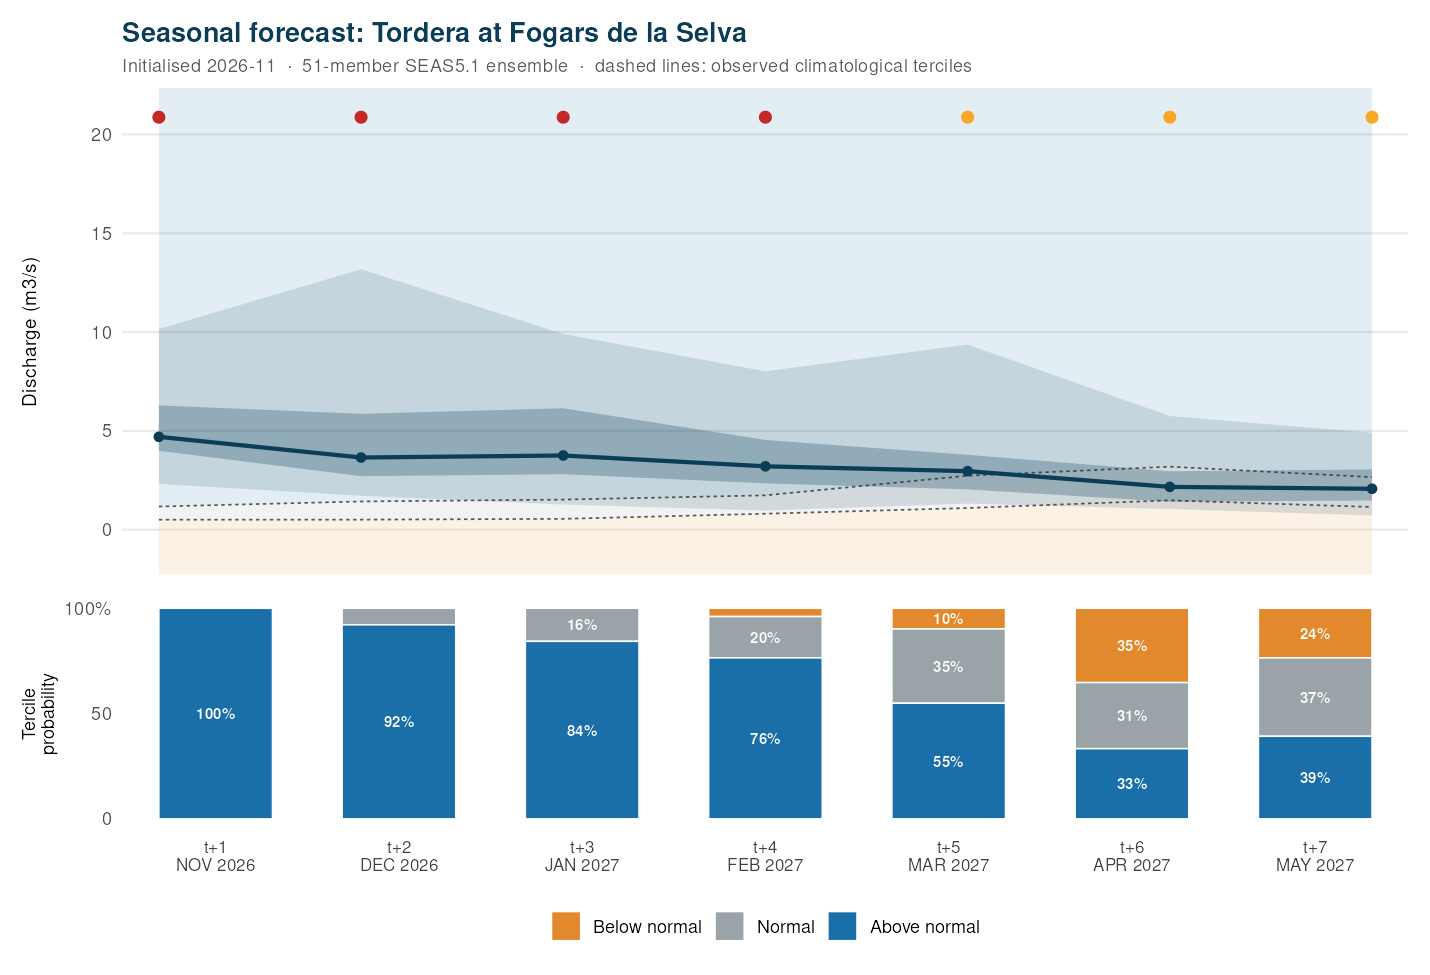 Seasonal forecast: Tordera at Fogars de la Selva
Initialised 2026-11 · 51-member SEAS5.1 ensemble · dashed lines: observed climatological terciles
Discharge (m3/s)
20
15
10
5
0
Tercile
probability
100%
50
0
100%
92%
16%
84%
20%
76%
10%
35%
55%
35%
31%
33%
24%
37%
39%
t+1
NOV 2026
t+2
DEC 2026
t+3
JAN 2027
t+4
FEB 2027
t+5
MAR 2027
t+6
APR 2027
t+7
MAY 2027
Below normal
Normal
Above normal